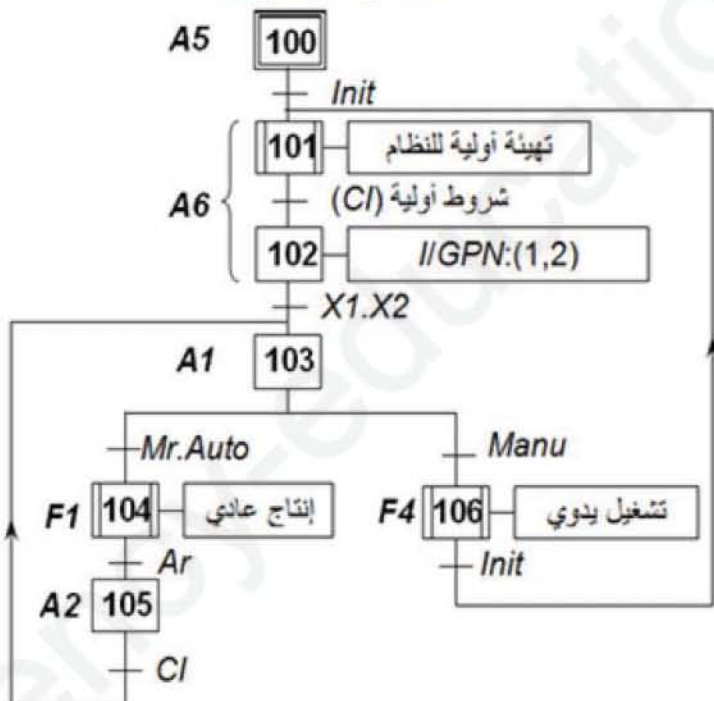 A5 100
Init
101 تهيئة أولية للنظام
A6 شروط أولية (CI)
102 I/GPN:(1,2)
X1.X2
A1 103
Mr.Auto Manu
F1 104 إنتاج عادي F4 106 تشغيل يدوي
Ar Init
A2 105
CI